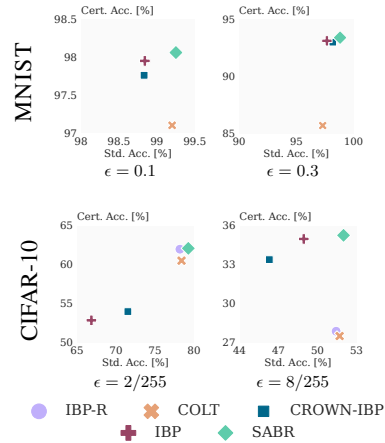 MNIST
Cert. Acc. [%]
98.5
98
97.5
97
98 98.5 99 99.5
Std. Acc. [%]
ϵ = 0.1
Cert. Acc. [%]
95
90
85
90 95 100
Std. Acc. [%]
ϵ = 0.3
CIFAR-10
Cert. Acc. [%]
65
60
55
50
65 70 75 80
Std. Acc. [%]
ϵ = 2/255
Cert. Acc. [%]
36
33
30
27
44 47 50 53
Std. Acc. [%]
ϵ = 8/255
IBP-R COLT CROWN-IBP
IBP SABR